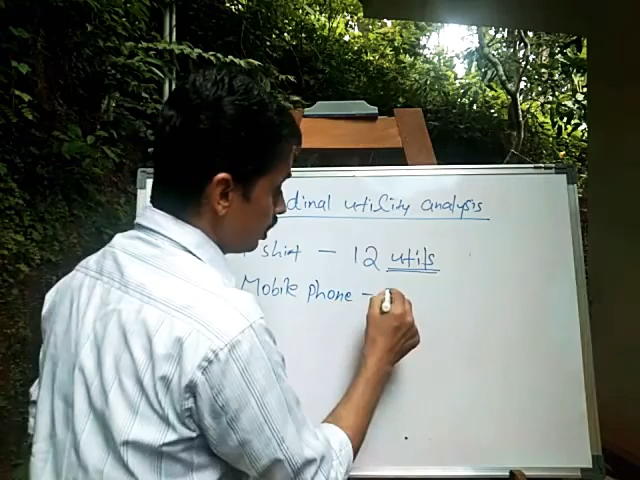 dinal utility analysis
shirt – 12 utils
Mobile phone –